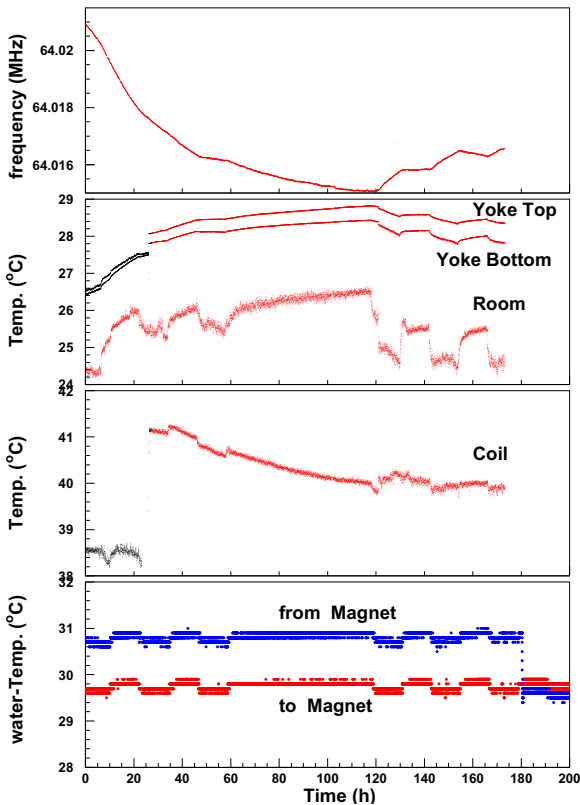 frequency (MHz)
64.02
64.018
64.016
Temp. (°C)
29
28
27
26
25
24
Yoke Top
Yoke Bottom
Room
Temp. (°C)
42
41
40
39
38
Coil
water-Temp. (°C)
32
31
30
29
28
from Magnet
to Magnet
0 20 40 60 80 100 120 140 160 180 200
Time (h)